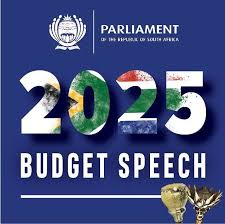 PARLIAMENT
OF THE REPUBLIC OF SOUTH AFRICA
2025
BUDGET SPEECH